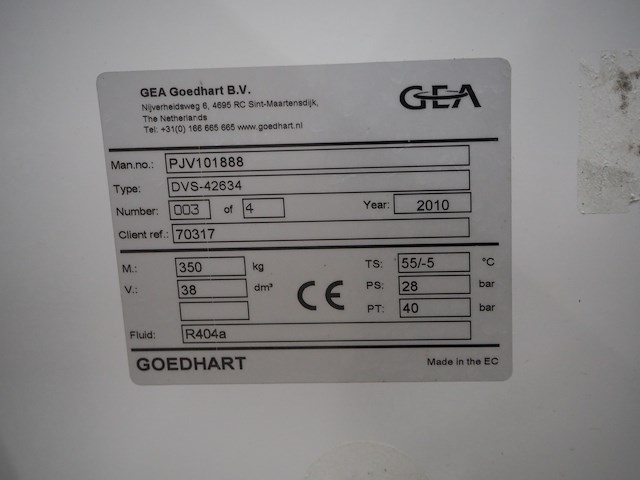 GEA Goedhart B.V.
Nijverheidsweg 6, 4695 RC Sint-Maartensdijk,
The Netherlands
Tel: +31(0) 166 665 665 www.goedhart.nl
GEA
Man.no.: PJV101888
Type: DVS-42634
Number: 003 of 4 Year: 2010
Client ref.: 70317
M.: 350 kg TS: 55/-5 °C
V.: 38 dm³ PS: 28 bar
CE PT: 40 bar
Fluid: R404a
GOEDHART Made in the EC